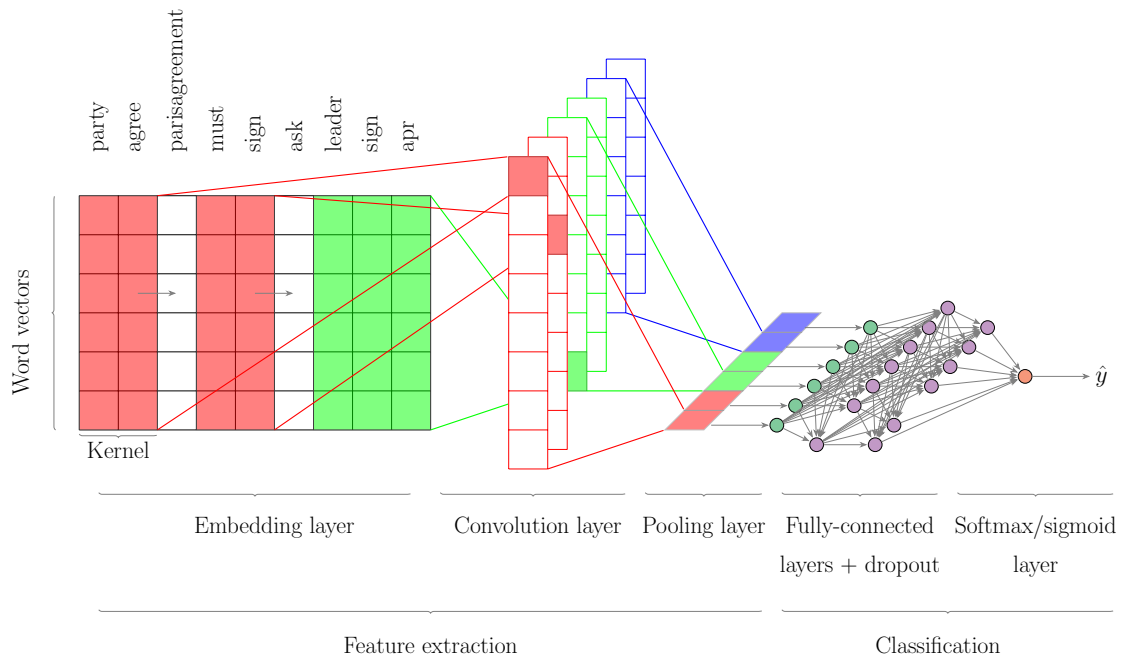 party
agree
parisagreement
must
sign
ask
leader
sign
apr
Word vectors
Kernel
ŷ
Embedding layer
Convolution layer
Pooling layer
Fully-connected
layers + dropout
Softmax/sigmoid
layer
Feature extraction
Classification